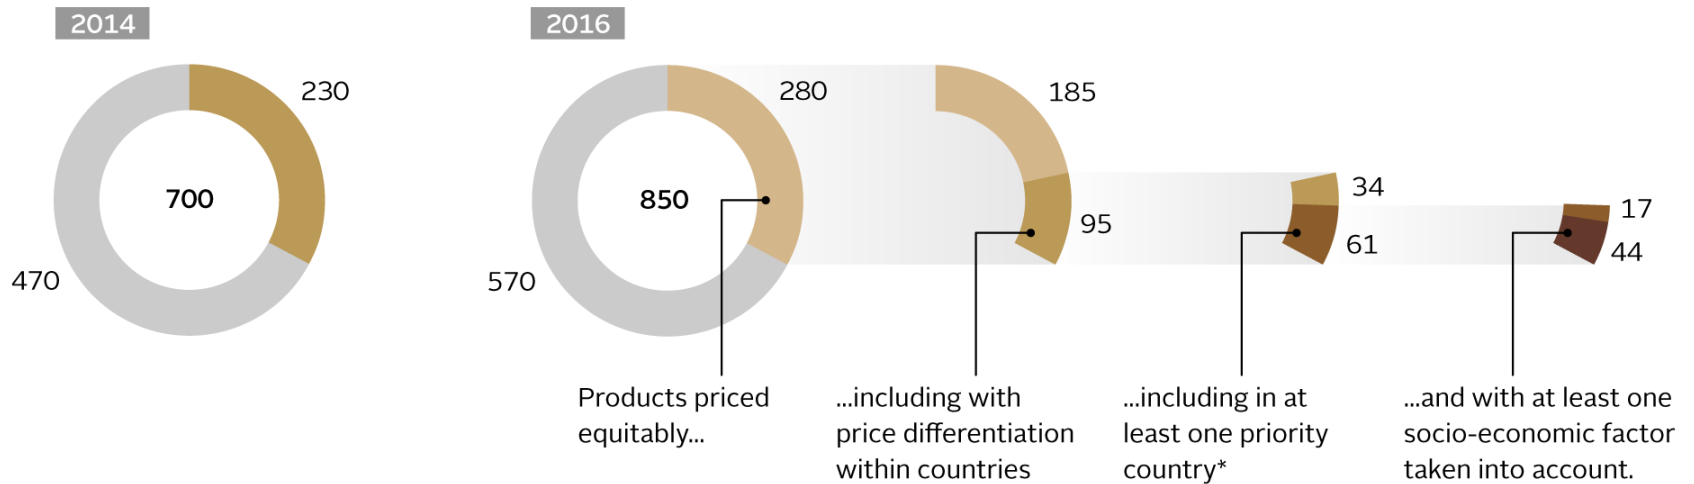 2014
230
700
470
2016
280
850
570
185
95
34
61
17
44
Products priced
equitably...
...including with
price differentiation
within countries
...including in at
least one priority
country*
...and with at least one
socio-economic factor
taken into account.